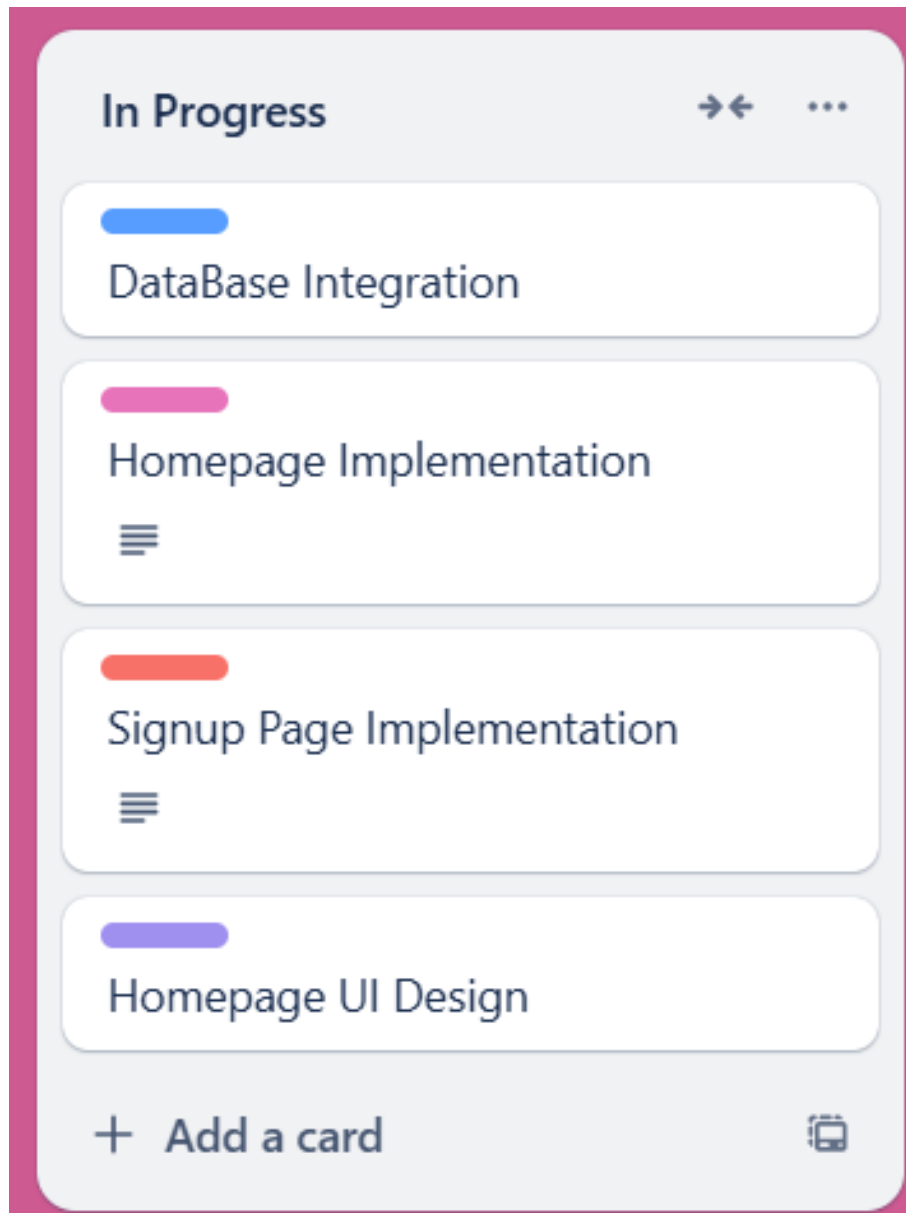 In Progress
DataBase Integration
Homepage Implementation
Signup Page Implementation
Homepage UI Design
Add a card